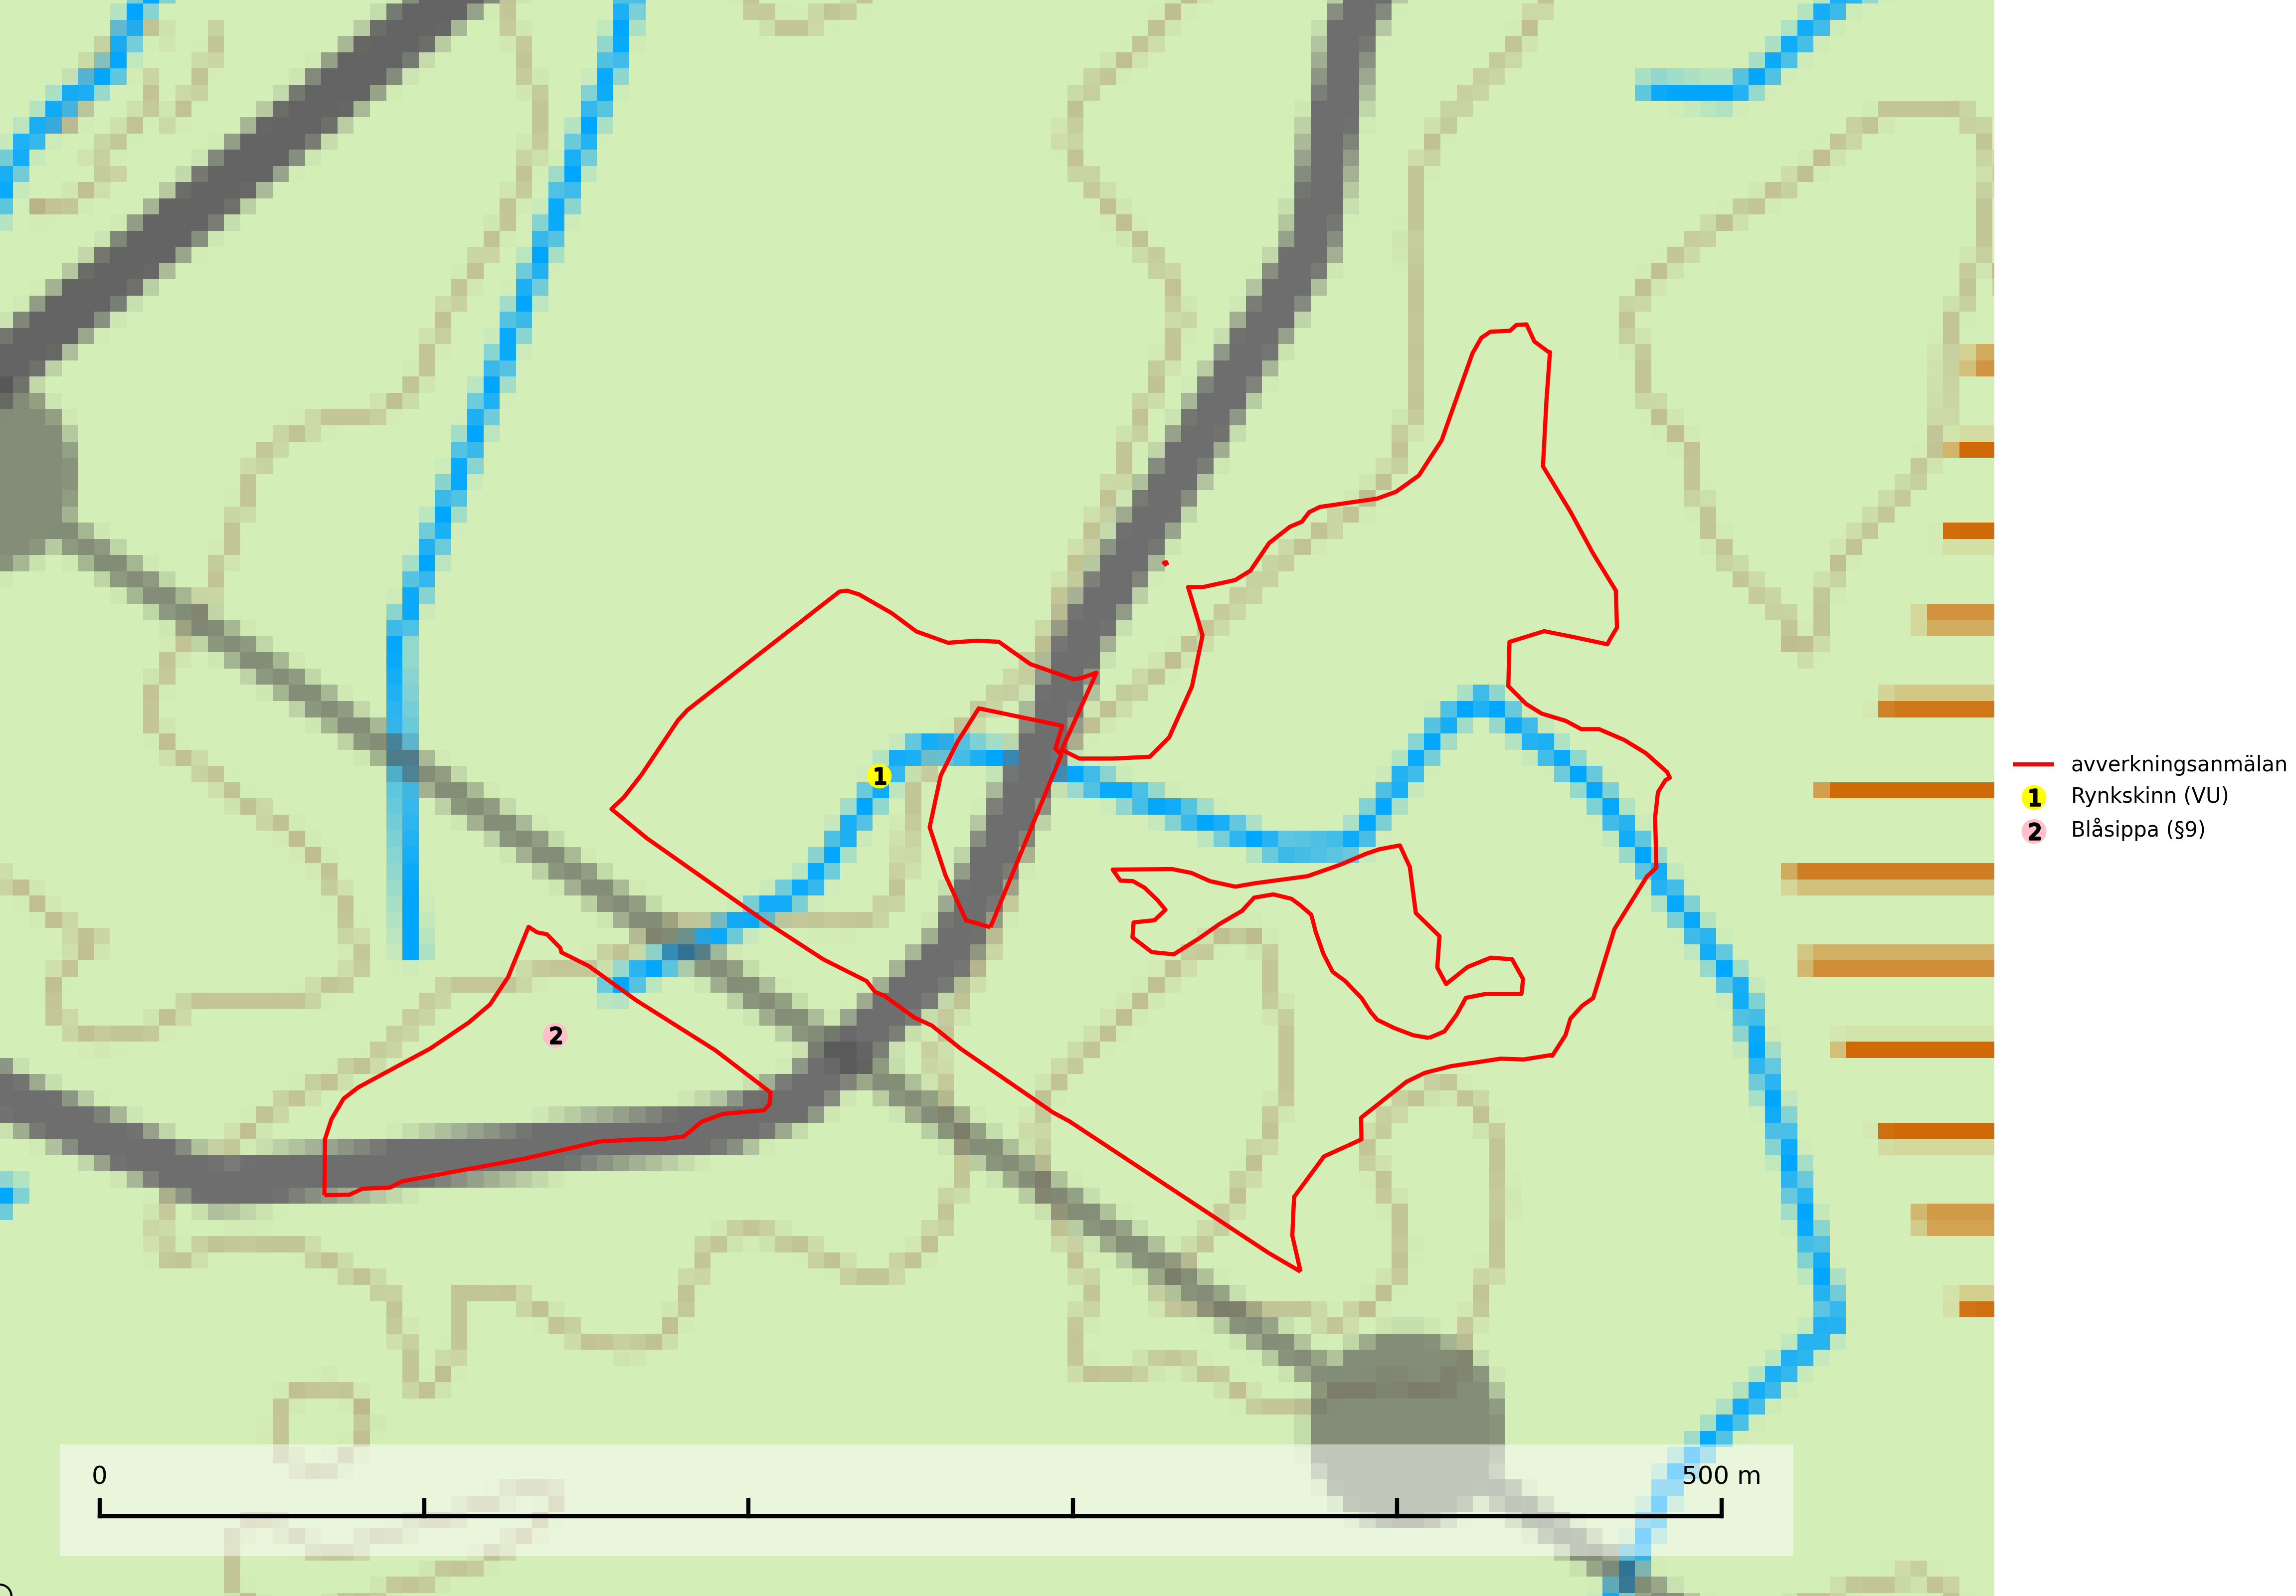 1
2
avverkningsanmälan
1 Rynkskinn (VU)
2 Blåsippa (§9)
0 500 m